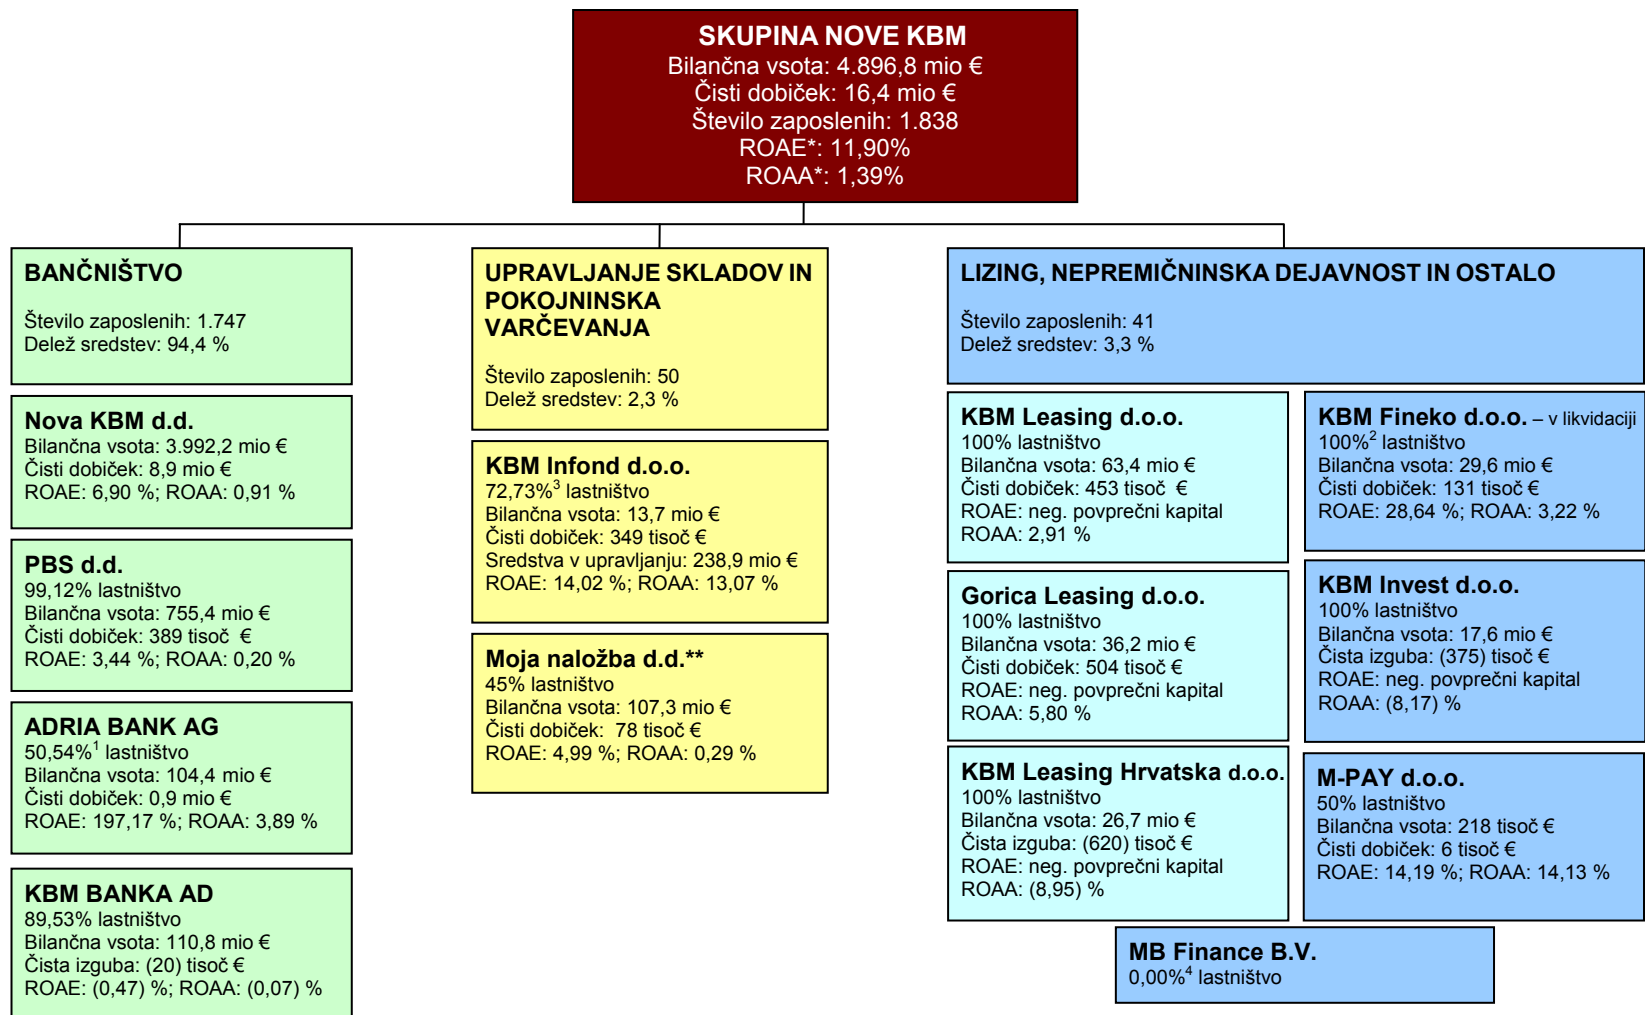 SKUPINA NOVE KBM
Bilančna vsota: 4.896,8 mio €
Čisti dobiček: 16,4 mio €
Število zaposlenih: 1.838
ROAE*: 11,90%
ROAA*: 1,39%
BANČNIŠTVO
Število zaposlenih: 1.747
Delež sredstev: 94,4 %
Nova KBM d.d.
Bilančna vsota: 3.992,2 mio €
Čisti dobiček: 8,9 mio €
ROAE: 6,90 %; ROAA: 0,91 %
PBS d.d.
99,12% lastništvo
Bilančna vsota: 755,4 mio €
Čisti dobiček: 389 tisoč €
ROAE: 3,44 %; ROAA: 0,20 %
ADRIA BANK AG
50,54%¹ lastništvo
Bilančna vsota: 104,4 mio €
Čisti dobiček: 0,9 mio €
ROAE: 197,17 %; ROAA: 3,89 %
KBM BANKA AD
89,53% lastništvo
Bilančna vsota: 110,8 mio €
Čista izguba: (20) tisoč €
ROAE: (0,47) %; ROAA: (0,07) %
UPRAVLJANJE SKLADOV IN
POKOJNINSKA
VARČEVANJA
Število zaposlenih: 50
Delež sredstev: 2,3 %
KBM Infond d.o.o.
72,73%³ lastništvo
Bilančna vsota: 13,7 mio €
Čisti dobiček: 349 tisoč €
Sredstva v upravljanju: 238,9 mio €
ROAE: 14,02 %; ROAA: 13,07 %
Moja naložba d.d.**
45% lastništvo
Bilančna vsota: 107,3 mio €
Čisti dobiček: 78 tisoč €
ROAE: 4,99 %; ROAA: 0,29 %
LIZING, NEPREMIČNINSKA DEJAVNOST IN OSTALO
Število zaposlenih: 41
Delež sredstev: 3,3 %
KBM Leasing d.o.o.
100% lastništvo
Bilančna vsota: 63,4 mio €
Čisti dobiček: 453 tisoč €
ROAE: neg. povprečni kapital
ROAA: 2,91 %
Gorica Leasing d.o.o.
100% lastništvo
Bilančna vsota: 36,2 mio €
Čisti dobiček: 504 tisoč €
ROAE: neg. povprečni kapital
ROAA: 5,80 %
KBM Leasing Hrvatska d.o.o.
100% lastništvo
Bilančna vsota: 26,7 mio €
Čista izguba: (620) tisoč €
ROAE: neg. povprečni kapital
ROAA: (8,95) %
KBM Fineko d.o.o. – v likvidaciji
100%² lastništvo
Bilančna vsota: 29,6 mio €
Čisti dobiček: 131 tisoč €
ROAE: 28,64 %; ROAA: 3,22 %
KBM Invest d.o.o.
100% lastništvo
Bilančna vsota: 17,6 mio €
Čista izguba: (375) tisoč €
ROAE: neg. povprečni kapital
ROAA: (8,17) %
M-PAY d.o.o.
50% lastništvo
Bilančna vsota: 218 tisoč €
Čisti dobiček: 6 tisoč €
ROAE: 14,19 %; ROAA: 14,13 %
MB Finance B.V.
0,00%⁴ lastništvo